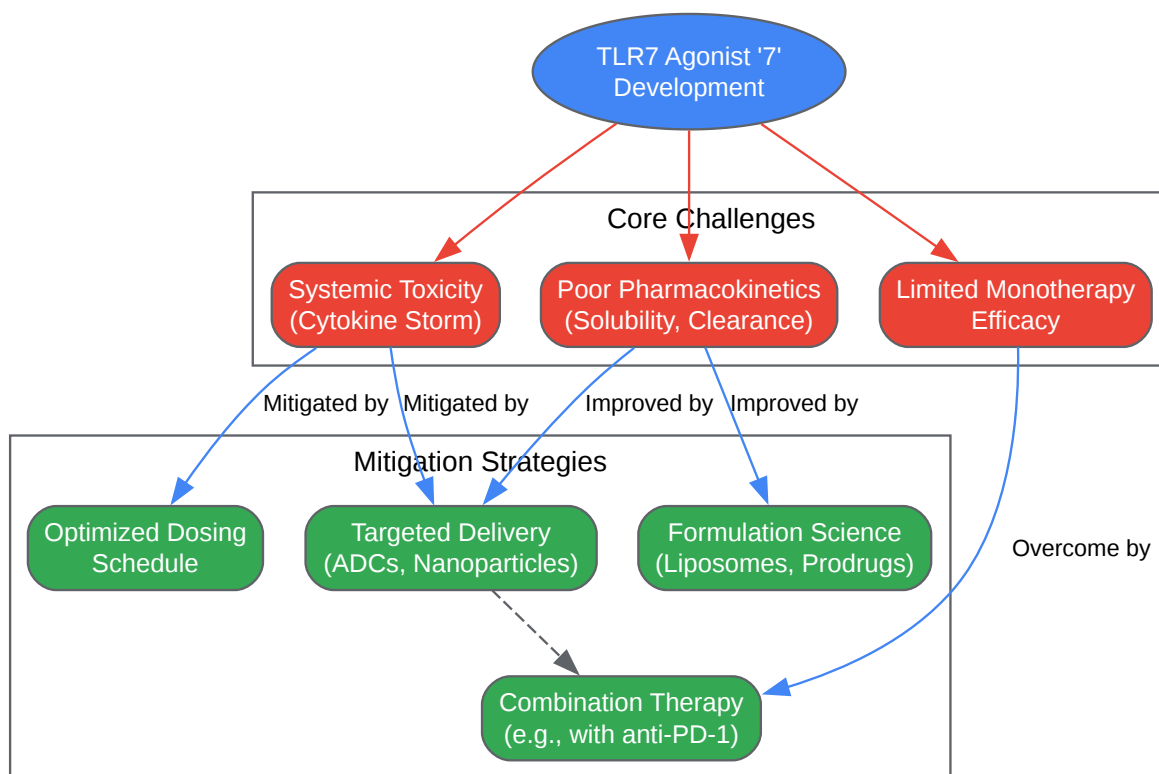 TLR7 Agonist '7'
Development
Core Challenges
Systemic Toxicity
(Cytokine Storm)
Poor Pharmacokinetics
(Solubility, Clearance)
Limited Monotherapy
Efficacy
Mitigated by
Mitigated by
Improved by
Improved by
Mitigation Strategies
Optimized Dosing
Schedule
Targeted Delivery
(ADCs, Nanoparticles)
Formulation Science
(Liposomes, Prodrugs)
Overcome by
Combination Therapy
(e.g., with anti-PD-1)